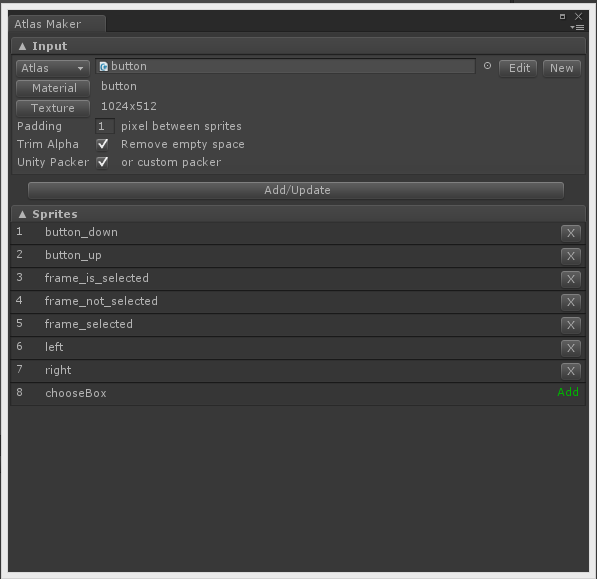 Atlas Maker
▲ Input
Atlas button Edit New
Material button
Texture 1024x512
Padding 1 pixel between sprites
Trim Alpha Remove empty space
Unity Packer or custom packer
Add/Update
▲ Sprites
1 button_down X
2 button_up X
3 frame_is_selected X
4 frame_not_selected X
5 frame_selected X
6 left X
7 right X
8 chooseBox Add